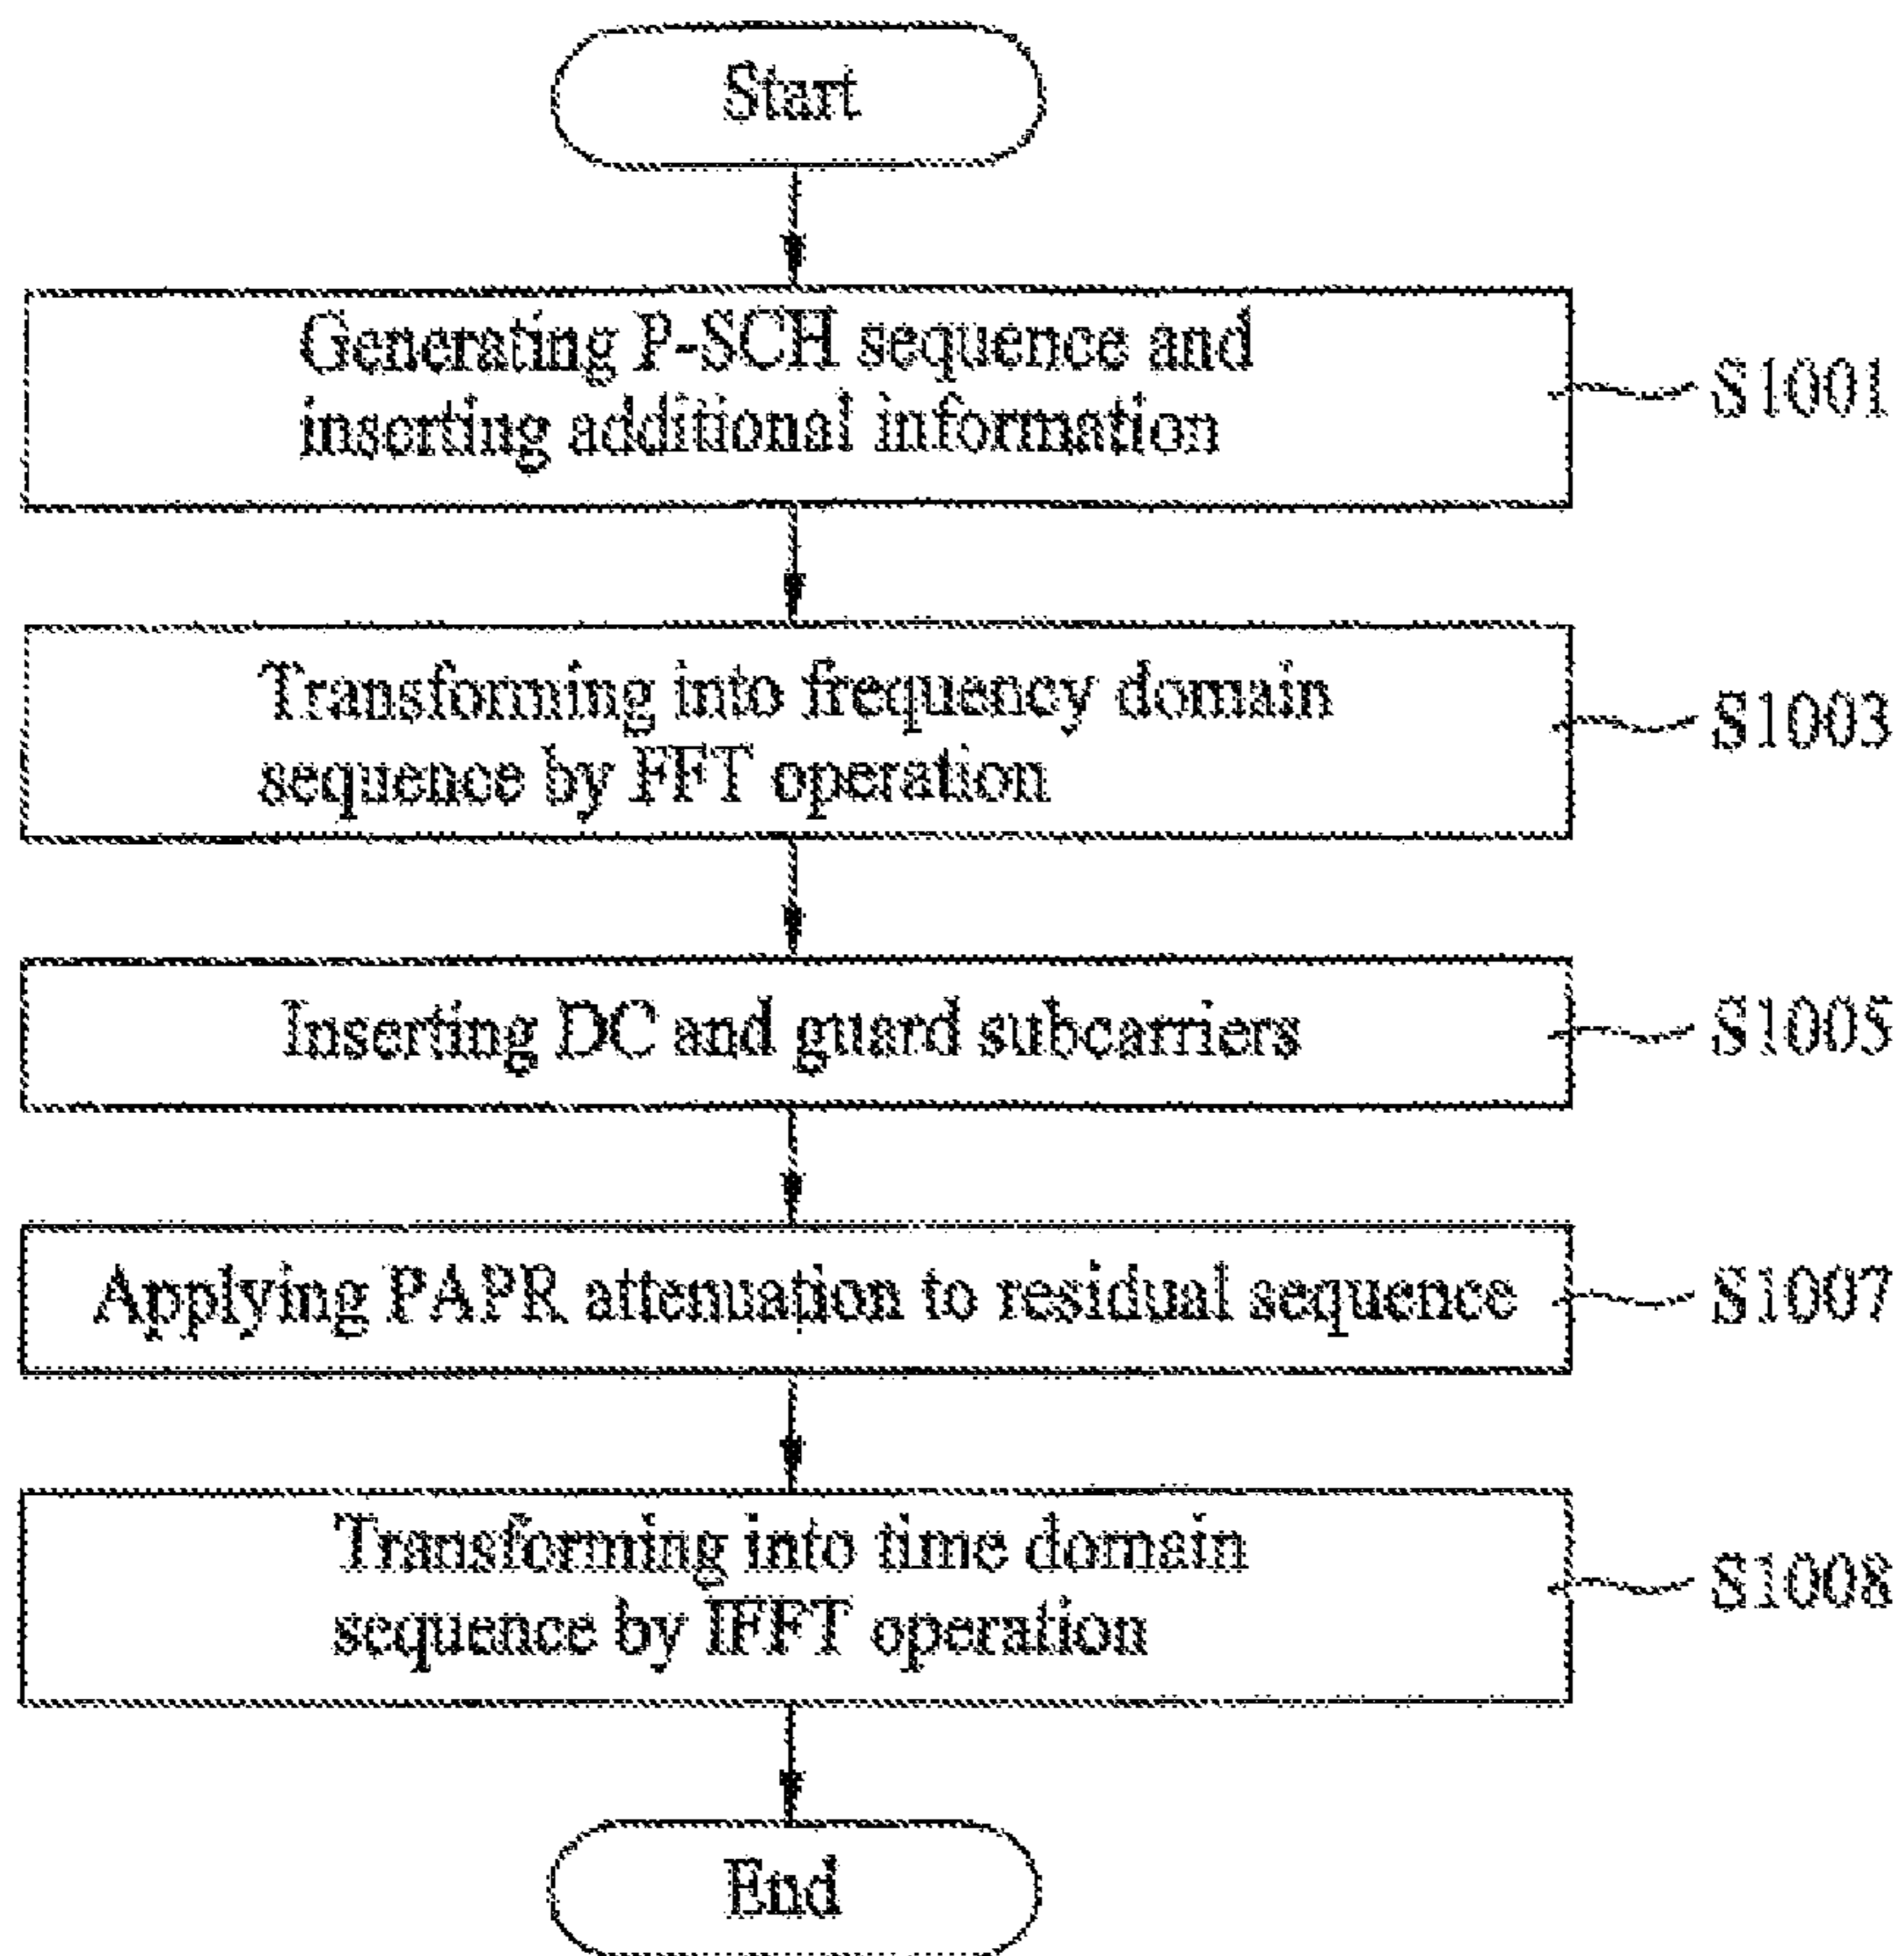 Start
Generating P-SCH sequence and
inserting additional information
S1001
Transforming into frequency domain
sequence by FFT operation
S1003
Inserting DC and guard subcarriers
S1005
Applying PAPR attenuation to residual sequence
S1007
Transforming into time domain
sequence by IFFT operation
S1008
End